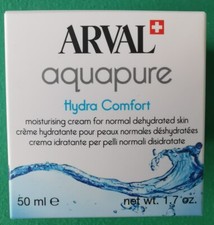 ARVAL
aquapure
Hydra Comfort
moisturising cream for normal dehydrated skin
crème hydratante pour peaux normales déshydratées
crema idratante per pelli normali disidratate
50 ml e net wt. 1.7 oz.